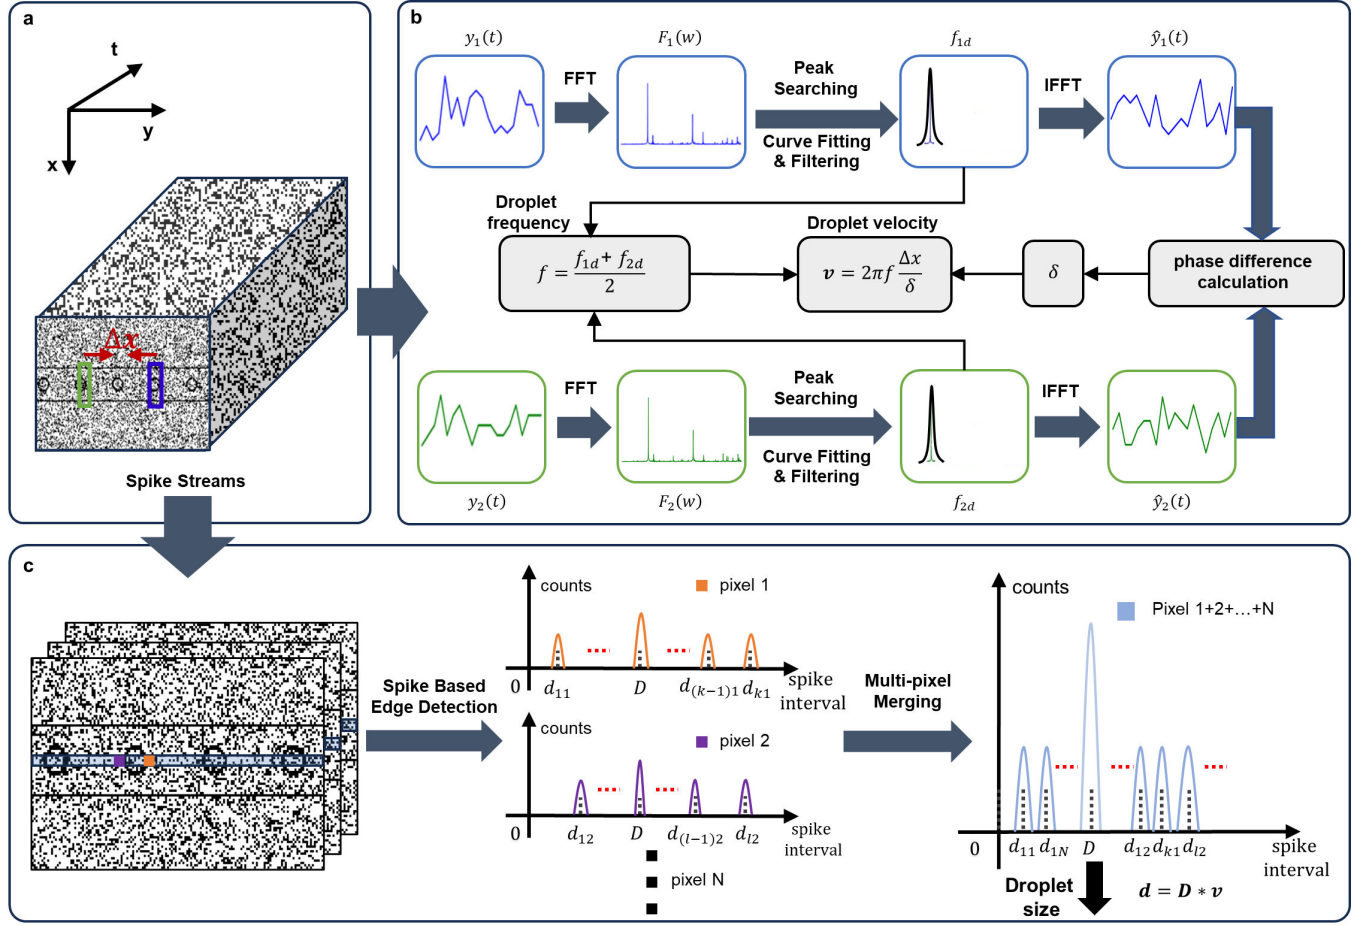 a
t
y
x
Δx
Spike Streams
b
y₁(t)
F₁(w)
f₁d
ŷ₁(t)
FFT
Peak
Searching
Curve Fitting
& Filtering
IFFT
Droplet
frequency
f = (f₁d + f₂d) / 2
Droplet velocity
v = 2πf Δx/δ
δ
phase difference
calculation
FFT
Peak
Searching
Curve Fitting
& Filtering
IFFT
y₂(t)
F₂(w)
f₂d
ŷ₂(t)
c
Spike Based
Edge Detection
counts
pixel 1
0
d₁₁
D
d₍ₖ₋₁₎₁
dₖ₁
spike
interval
counts
pixel 2
0
d₁₂
D
d₍ₗ₋₁₎₂
dₗ₂
spike
interval
pixel N
Multi-pixel
Merging
counts
Pixel 1+2+…+N
0
d₁₁
d₁N
D
d₁₂
dₖ₁
dₗ₂
spike
interval
Droplet
size
d = D * v